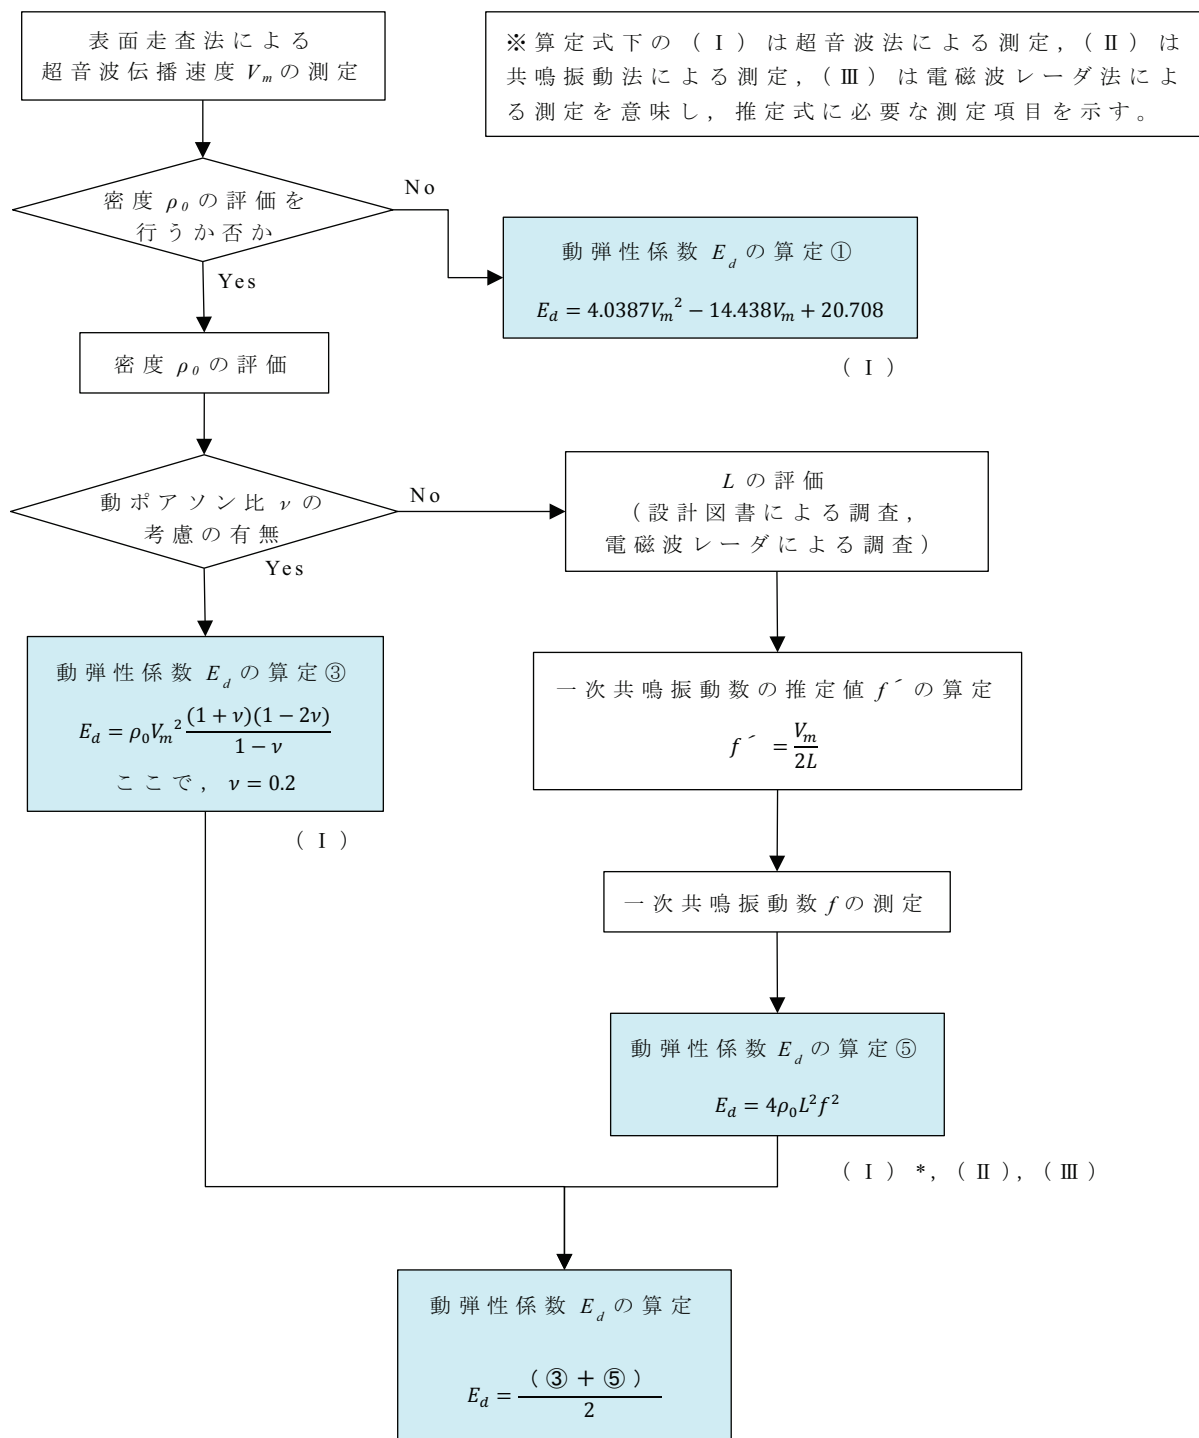 表面走査法による
超音波伝播速度 Vm の測定
※算定式下の（Ⅰ）は超音波法による測定,（Ⅱ）は
共鳴振動法による測定,（Ⅲ）は電磁波レーダ法によ
る測定を意味し, 推定式に必要な測定項目を示す。
密度 ρ0 の評価を
行うか否か
No
Yes
動弾性係数 Ed の算定①
Ed = 4.0387Vm² − 14.438Vm + 20.708
（Ⅰ）
密度 ρ0 の評価
動ポアソン比 ν の
考慮の有無
No
Yes
L の評価
（設計図書による調査,
電磁波レーダによる調査）
動弾性係数 Ed の算定③
Ed = ρ0Vm² (1 + ν)(1 − 2ν) / (1 − ν)
ここで, ν = 0.2
（Ⅰ）
一次共鳴振動数の推定値 f´ の算定
f´ = Vm / 2L
一次共鳴振動数 f の測定
動弾性係数 Ed の算定⑤
Ed = 4ρ0L²f²
（Ⅰ）*,（Ⅱ）,（Ⅲ）
動弾性係数 Ed の算定
Ed = （③ + ⑤） / 2